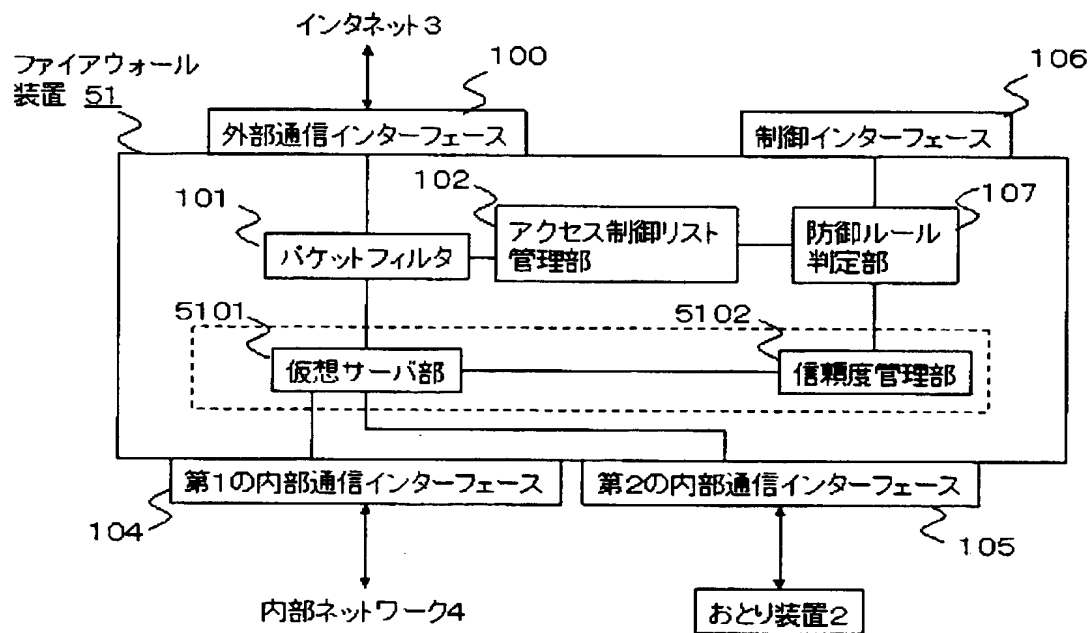 インタネット3
ファイアウォール
装置 51
100
106
外部通信インターフェース
制御インターフェース
101
102
107
パケットフィルタ
アクセス制御リスト
管理部
防御ルール
判定部
5101
5102
仮想サーバ部
信頼度管理部
第1の内部通信インターフェース
第2の内部通信インターフェース
104
105
内部ネットワーク4
おとり装置2